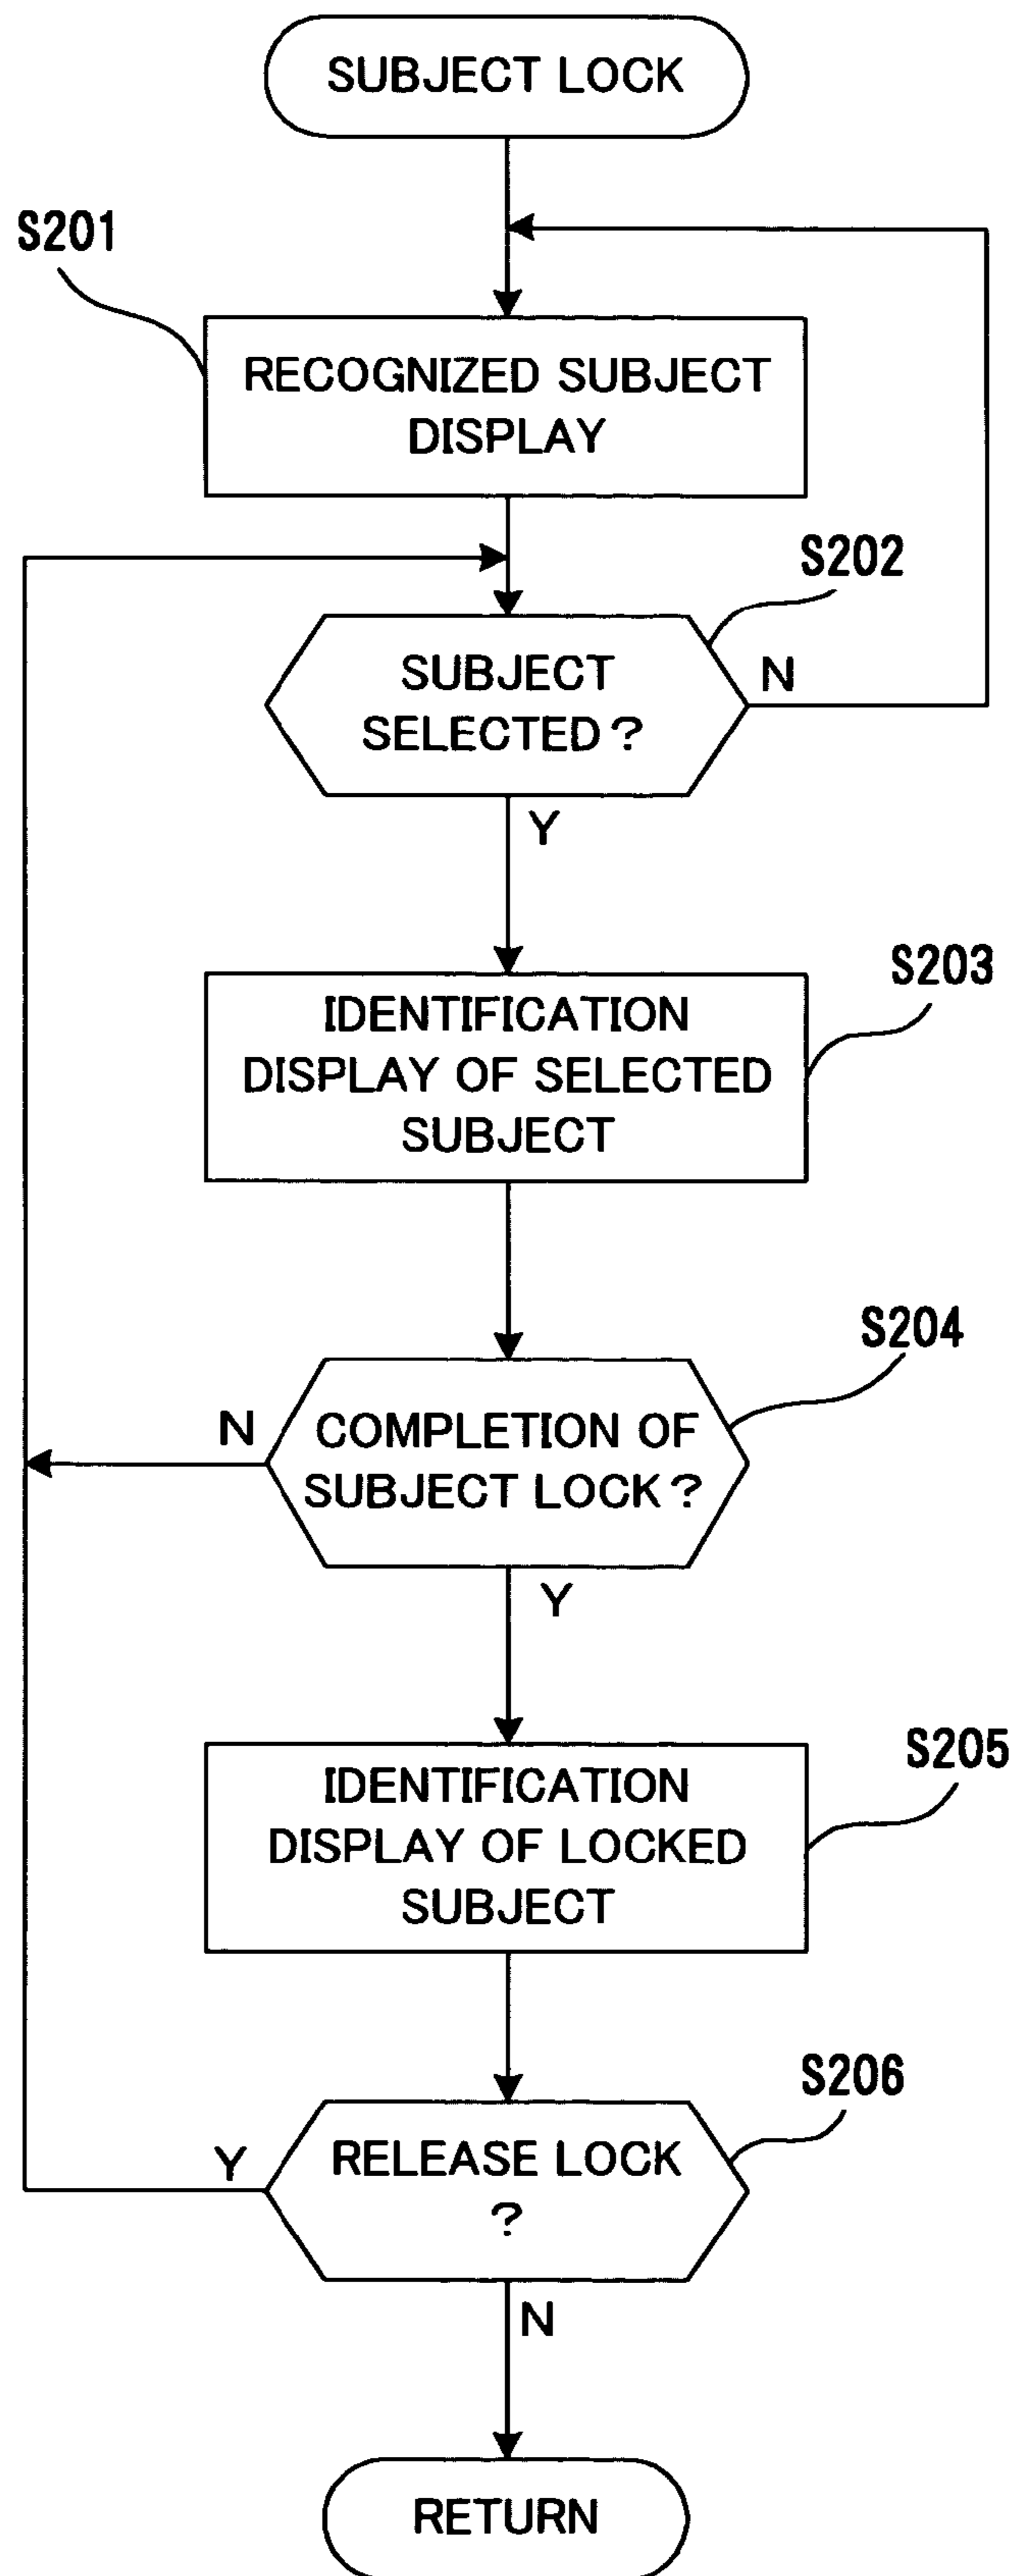 SUBJECT LOCK
S201
RECOGNIZED SUBJECT
DISPLAY
S202
SUBJECT
SELECTED?
N
Y
S203
IDENTIFICATION
DISPLAY OF SELECTED
SUBJECT
S204
COMPLETION OF
SUBJECT LOCK?
N
Y
S205
IDENTIFICATION
DISPLAY OF LOCKED
SUBJECT
S206
RELEASE LOCK
?
Y
N
RETURN